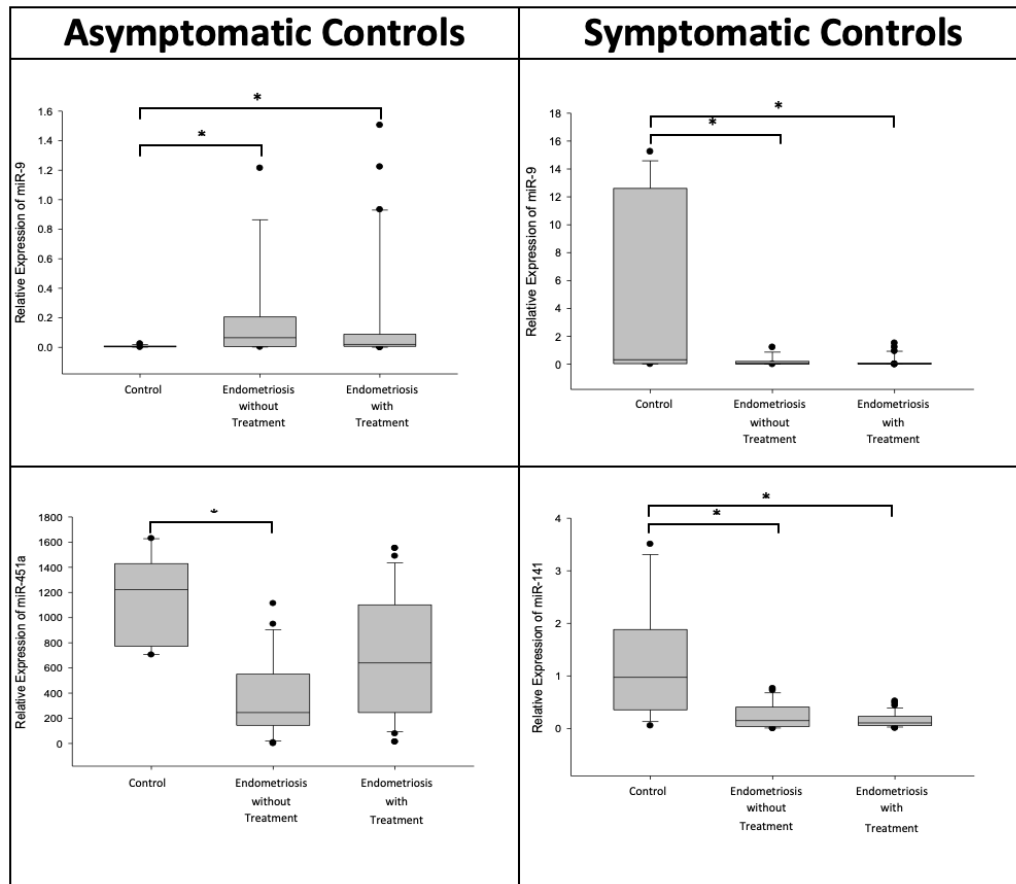 Asymptomatic Controls
Symptomatic Controls
Relative Expression of miR-9
1.6
1.4
1.2
1.0
0.8
0.6
0.4
0.2
0.0
*
*
Control
Endometriosis
without
Treatment
Endometriosis
with
Treatment
Relative Expression of miR-9
18
16
14
12
10
8
6
4
2
0
*
*
Control
Endometriosis
without
Treatment
Endometriosis
with
Treatment
Relative Expression of miR-451a
1800
1600
1400
1200
1000
800
600
400
200
0
*
Control
Endometriosis
without
Treatment
Endometriosis
with
Treatment
Relative Expression of miR-141
4
3
2
1
0
*
*
Control
Endometriosis
without
Treatment
Endometriosis
with
Treatment